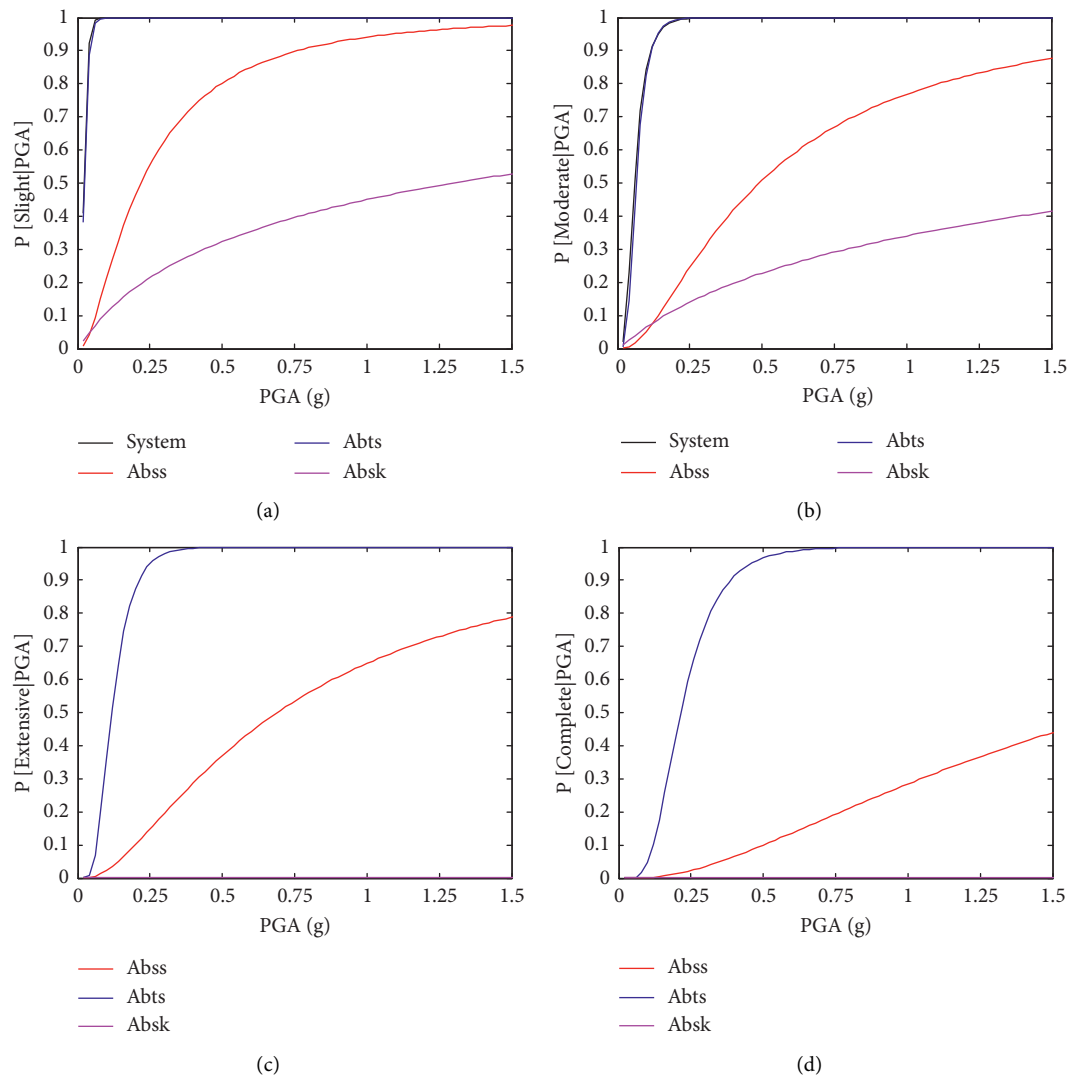 1
0.9
0.8
0.7
0.6
0.5
0.4
0.3
0.2
0.1
0
P [Slight|PGA]
0 0.25 0.5 0.75 1 1.25 1.5
PGA (g)
System Abts
Abss Absk
(a)
1
0.9
0.8
0.7
0.6
0.5
0.4
0.3
0.2
0.1
0
P [Moderate|PGA]
0 0.25 0.5 0.75 1 1.25 1.5
PGA (g)
System Abts
Abss Absk
(b)
1
0.9
0.8
0.7
0.6
0.5
0.4
0.3
0.2
0.1
0
P [Extensive|PGA]
0 0.25 0.5 0.75 1 1.25 1.5
PGA (g)
Abss
Abts
Absk
(c)
1
0.9
0.8
0.7
0.6
0.5
0.4
0.3
0.2
0.1
0
P [Complete|PGA]
0 0.25 0.5 0.75 1 1.25 1.5
PGA (g)
Abss
Abts
Absk
(d)